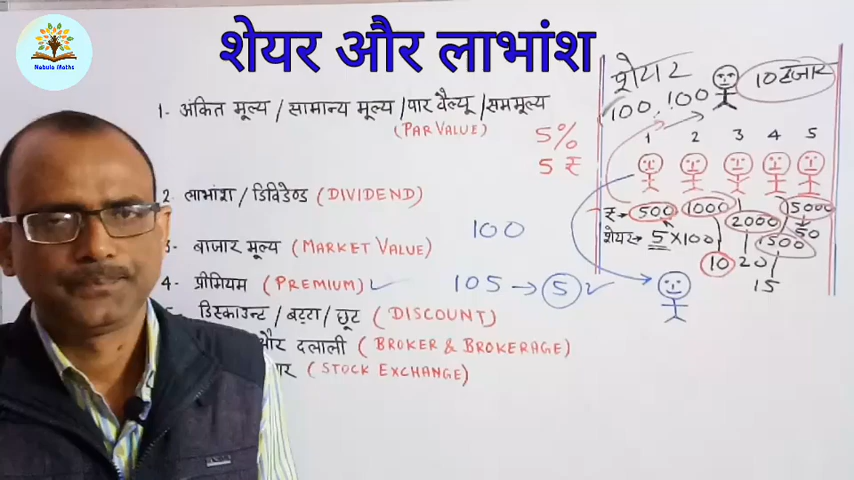 Nabula Maths
शेयर और लाभांश
1- अंकित मूल्य / सामान्य मूल्य / पार वैल्यू / सममूल्य
(PAR VALUE)
5%
5 ₹
2. लाभांश / डिविडेण्ड (DIVIDEND)
3- बाजार मूल्य (MARKET VALUE)
100
4- प्रीमियम (PREMIUM) ✓
105 → 5 ✓
डिस्काउन्ट / बट्टा / छूट (DISCOUNT)
और दलाली (BROKER & BROKERAGE)
(STOCK EXCHANGE)
शेयर
10 हजार
100 100
1 2 3 4 5
₹→ 500 1000 2000 1500 5000
50
शेयर→ 5×100
10 20
15